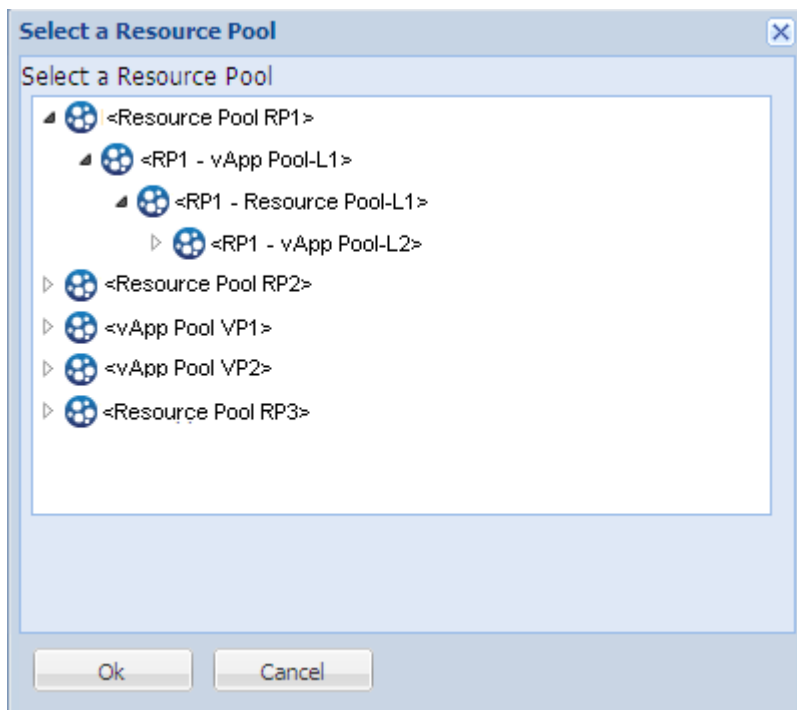 Select a Resource Pool
Select a Resource Pool
<Resource Pool RP1>
<RP1 - vApp Pool-L1>
<RP1 - Resource Pool-L1>
<RP1 - vApp Pool-L2>
<Resource Pool RP2>
<vApp Pool VP1>
<vApp Pool VP2>
<Resource Pool RP3>
Ok Cancel